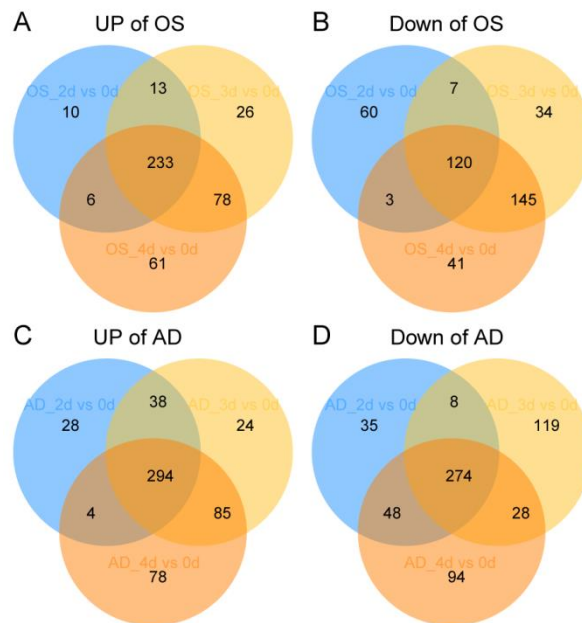 A UP of OS
OS_2d vs 0d 13 OS_3d vs 0d
10 26
233
6 78
OS_4d vs 0d
61
B Down of OS
OS_2d vs 0d 7 OS_3d vs 0d
60 34
120
3 145
OS_4d vs 0d
41
C UP of AD
AD_2d vs 0d 38 AD_3d vs 0d
28 24
294
4 85
AD_4d vs 0d
78
D Down of AD
AD_2d vs 0d 8 AD_3d vs 0d
35 119
274
48 28
AD_4d vs 0d
94